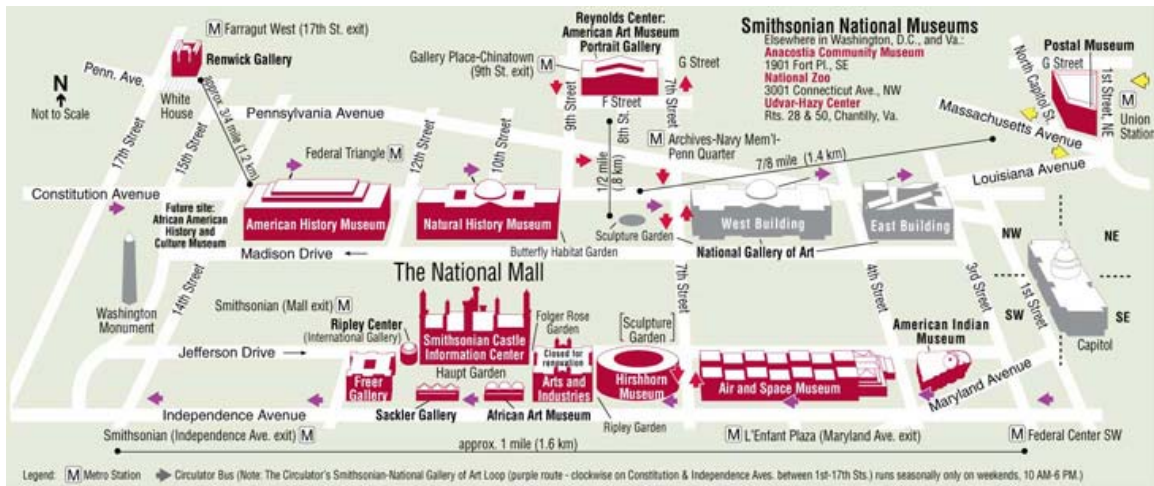 Smithsonian National Museums
Elsewhere in Washington, D.C., and Va.:
Anacostia Community Museum
1901 Fort Pl., SE
National Zoo
3001 Connecticut Ave., NW
Udvar-Hazy Center
Rts. 28 & 50, Chantilly, Va.
M Farragut West (17th St. exit)
Renwick Gallery
Penn. Ave.
White
House
N
Not to Scale
approx. 3/4 mile (1.2 km)
Reynolds Center:
American Art Museum
Portrait Gallery
Gallery Place-Chinatown
(9th St. exit)
M
G Street
F Street
9th Street
8th St.
7th Street
Postal Museum
G Street
North Capitol St.
1st Street, NE
M
Union
Station
Massachusetts Avenue
Louisiana Avenue
Pennsylvania Avenue
17th Street
15th Street
12th Street
10th Street
Federal Triangle M
M Archives-Navy Mem'l-
Penn Quarter
1/2 mile
(.8 km)
7/8 mile (1.4 km)
Constitution Avenue
Future site:
African American
History and
Culture Museum
American History Museum
Natural History Museum
Butterfly Habitat Garden
Sculpture Garden
West Building
East Building
National Gallery of Art
Madison Drive
NW
NE
SW
SE
Capitol
The National Mall
Washington
Monument
14th Street
7th Street
4th Street
3rd Street
1st Street
Smithsonian (Mall exit) M
Ripley Center
(International Gallery)
Smithsonian Castle
Information Center
Folger Rose
Garden
[Sculpture
Garden]
American Indian
Museum
Jefferson Drive
Freer
Gallery
Haupt Garden
Closed for
renovation
Arts and
Industries
Hirshhorn
Museum
Air and Space Museum
Maryland Avenue
Independence Avenue
Sackler Gallery
African Art Museum
Ripley Garden
Smithsonian (Independence Ave. exit) M
approx. 1 mile (1.6 km)
M L'Enfant Plaza (Maryland Ave. exit)
M Federal Center SW
Legend: M Metro Station Circulator Bus (Note: The Circulator's Smithsonian-National Gallery of Art Loop (purple route - clockwise on Constitution & Independence Aves. between 1st-17th Sts.) runs seasonally only on weekends, 10 AM-6 PM.)